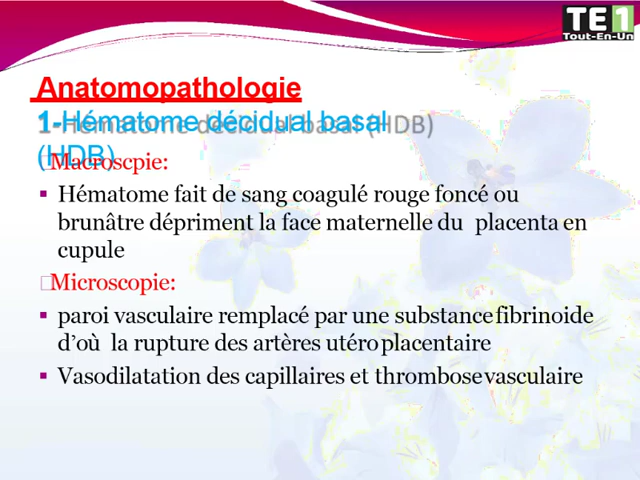 TE1
Tout-En-Un
Anatomopathologie
1-Hématome décidual basal
(HDB)
Macroscpie:
▪ Hématome fait de sang coagulé rouge foncé ou
brunâtre dépriment la face maternelle du placenta en
cupule
Microscopie:
▪ paroi vasculaire remplacé par une substance fibrinoide
d’où la rupture des artères utéroplacentaire
▪ Vasodilatation des capillaires et thrombose vasculaire